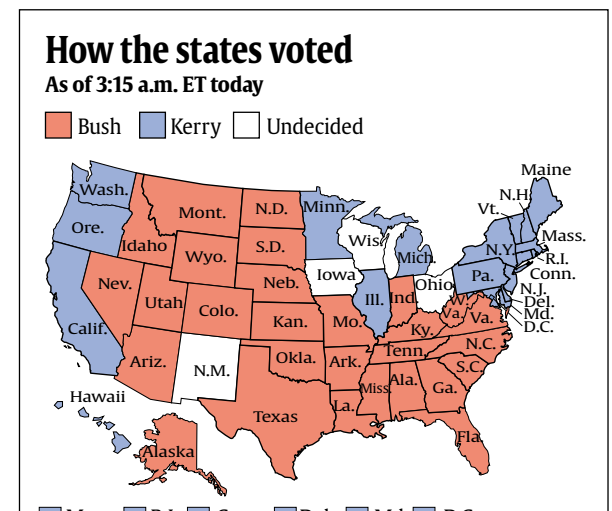 How the states voted
As of 3:15 a.m. ET today
Bush Kerry Undecided
Maine
N.H.
Vt.
Wash.
Mont.
N.D.
Minn.
Ore.
Idaho
S.D.
Wis.
Mass.
Wyo.
N.Y.
Mich.
R.I.
Conn.
Nev.
Neb.
Iowa
Pa.
Utah
Colo.
Ill.
Ind.
Ohio
N.J.
Del.
W.
Va.
Va.
Md.
D.C.
Calif.
Kan.
Mo.
Ky.
Ariz.
N.M.
Okla.
Ark.
Tenn.
N.C.
S.C.
Hawaii
Texas
La.
Miss.
Ala.
Ga.
Alaska
Fla.